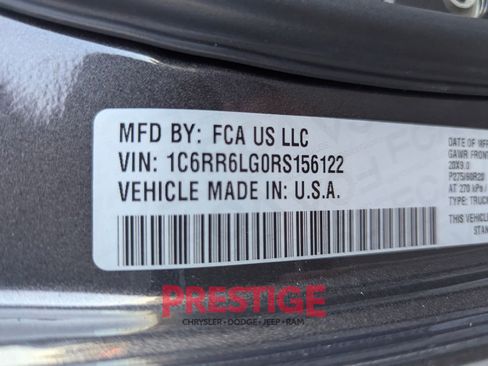 MFD BY: FCA US LLC
VIN: 1C6RR6LG0RS156122
VEHICLE MADE IN: U.S.A.
DATE OF MFR
GAWR FRONT
20X9.0
P275/60R20
AT 270 kPa /
TYPE: TRUCK
THIS VEHICLE
STAN
PRESTIGE
CHRYSLER • DODGE • JEEP • RAM